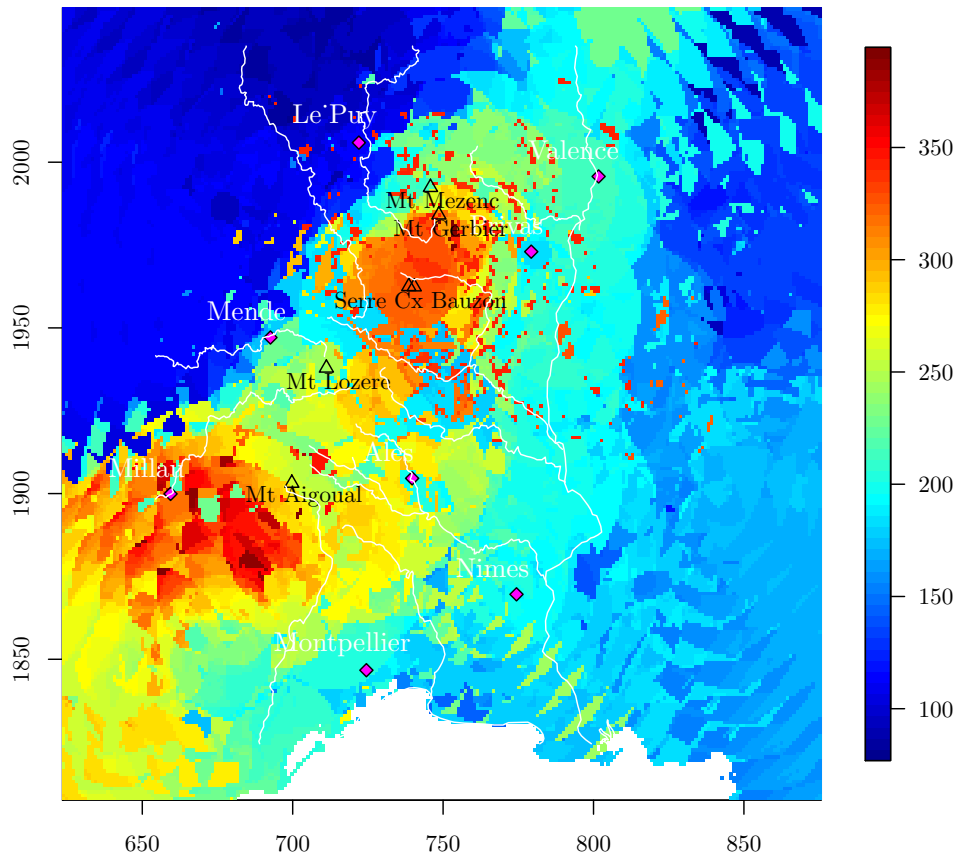 Le Puy
Valence
Mt Mezenc
Mt Gerbier
Serre Cx Bauzon
Mende
Mt Lozere
Ales
Millau
Mt Aigoual
Nimes
Montpellier
2000
1950
1900
1850
650
700
750
800
850
350
300
250
200
150
100